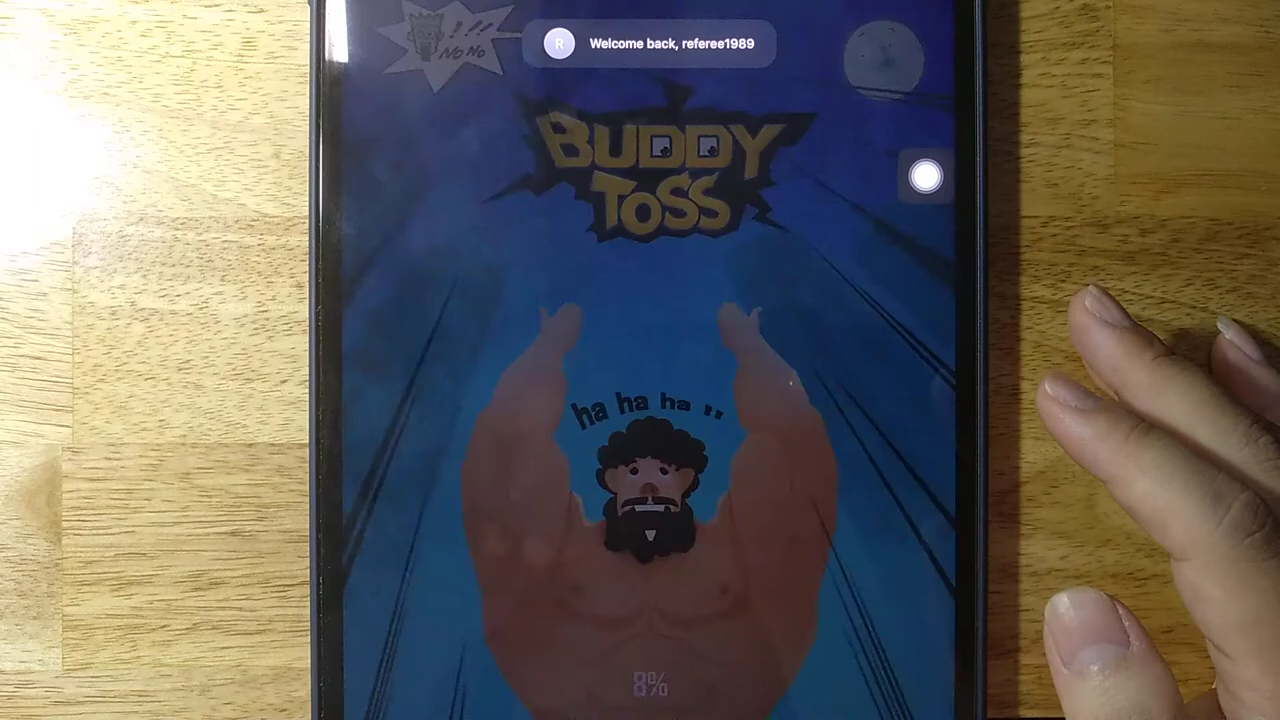 !!!
NO NO
R
Welcome back, referee1989
BUDDY
TOSS
ha ha ha !!
8%